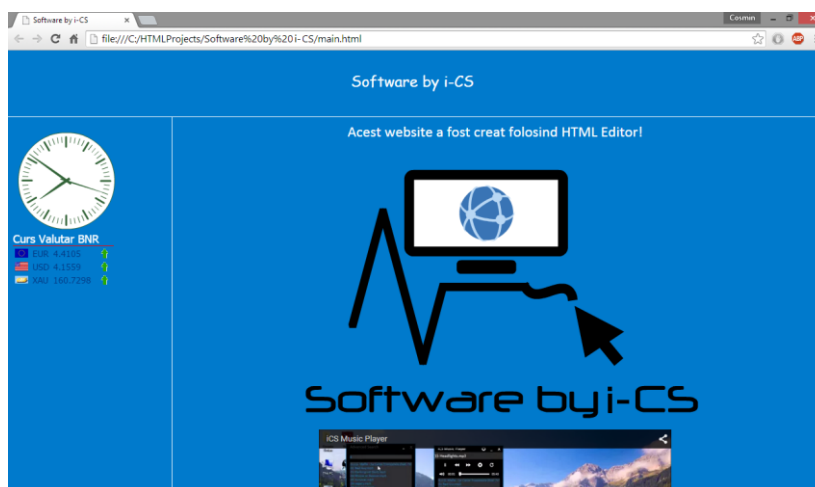 Software by i-CS
Cosmin
file:///C:/HTMLProjects/Software%20by%20i-CS/main.html
ABP
Software by i-CS
Acest website a fost creat folosind HTML Editor!
Curs Valutar BNR
EUR 4.4105
USD 4.1559
XAU 160.7298
Software by i-CS
iCS Music Player